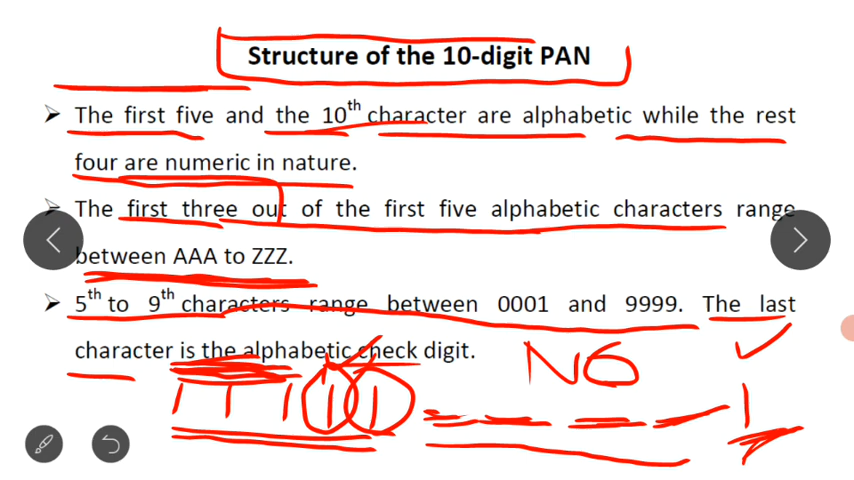 Structure of the 10-digit PAN
➢ The first five and the 10th character are alphabetic while the rest
four are numeric in nature.
➢ The first three out of the first five alphabetic characters range
between AAA to ZZZ.
➢ 5th to 9th characters range between 0001 and 9999. The last
character is the alphabetic check digit.
NO